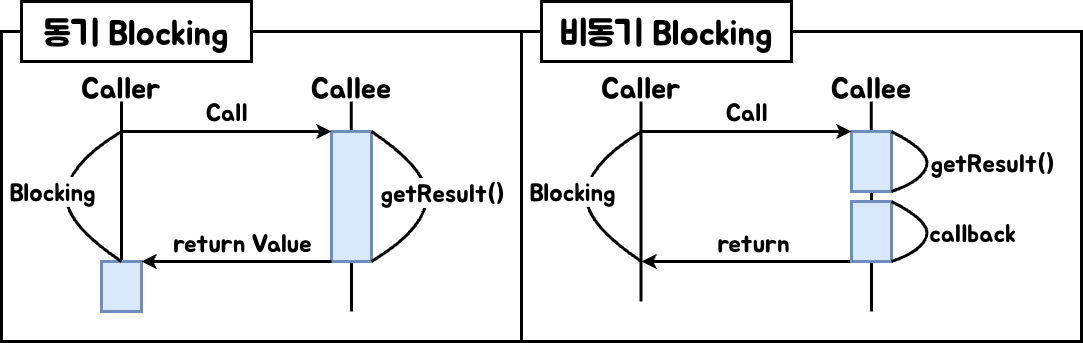 동기 Blocking
Caller
Callee
Call
Blocking
getResult()
return Value
비동기 Blocking
Caller
Callee
Call
getResult()
Blocking
callback
return